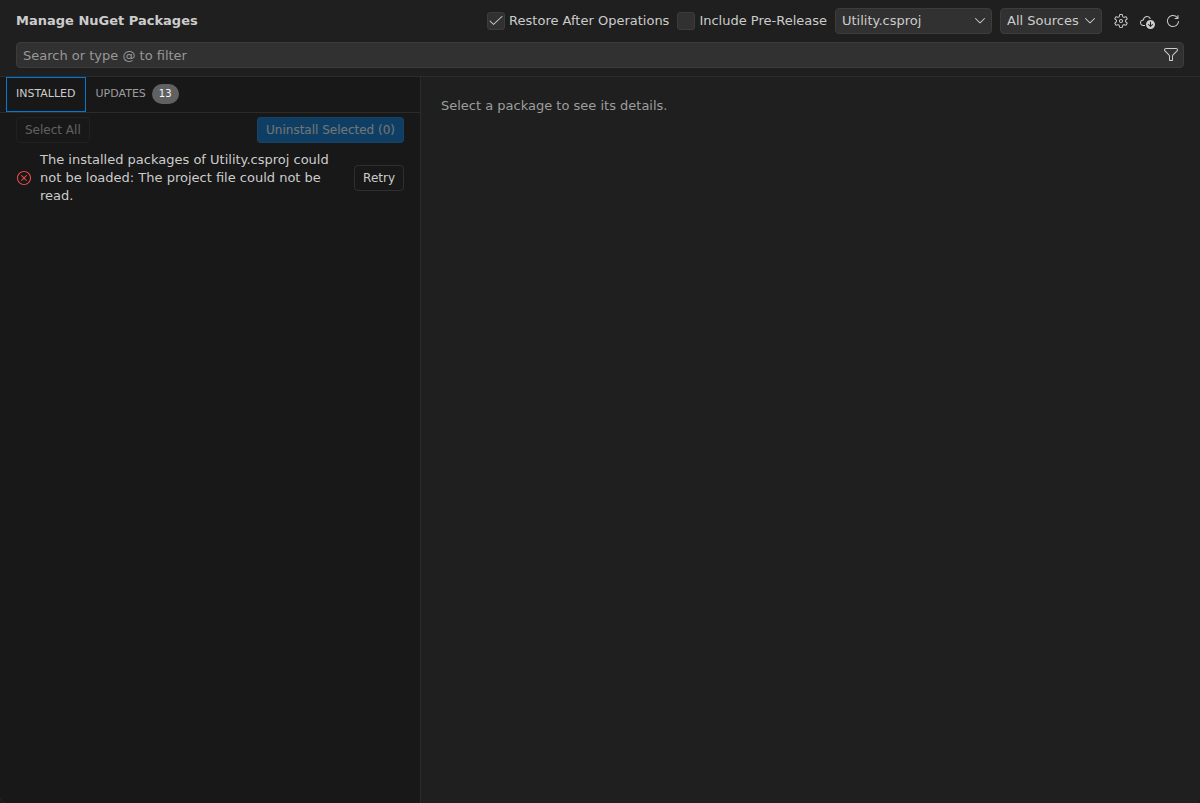 Manage NuGet Packages
Restore After Operations
Include Pre-Release
Utility.csproj
All Sources
Search or type @ to filter
INSTALLED
UPDATES 13
Select All
Uninstall Selected (0)
The installed packages of Utility.csproj could
not be loaded: The project file could not be
read.
Retry
Select a package to see its details.